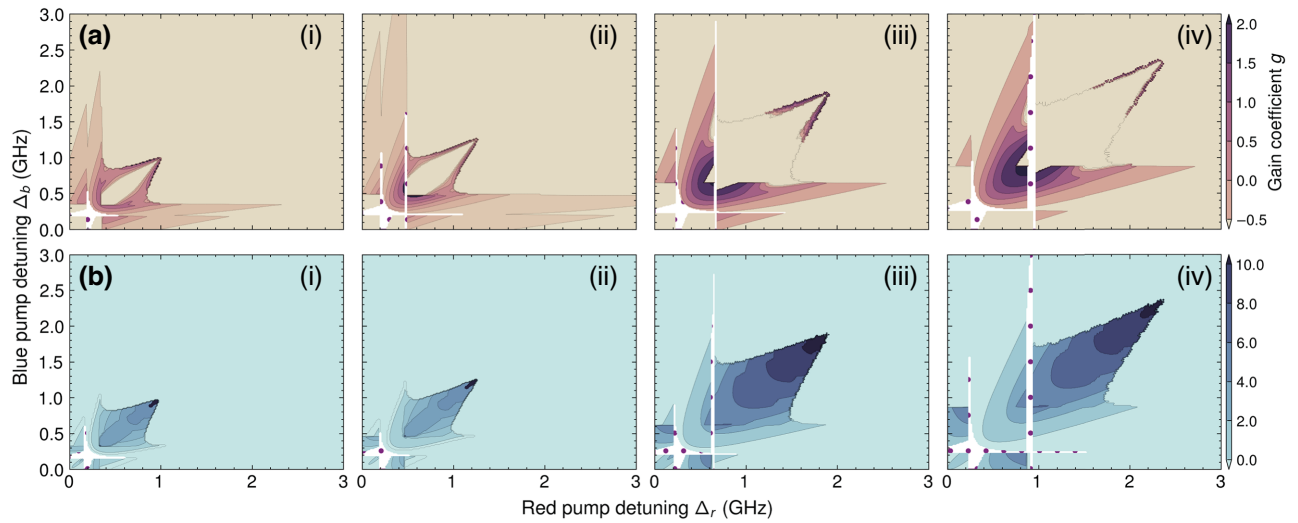 (a) (i) (ii) (iii) (iv)
3.0 2.5 2.0 1.5 1.0 0.5 0.0
2.0 1.5 1.0 0.5 0.0 −0.5
Gain coefficient g
Blue pump detuning Δb (GHz)
(b) (i) (ii) (iii) (iv)
3.0 2.5 2.0 1.5 1.0 0.5 0.0
10.0 8.0 6.0 4.0 2.0 0.0
0 1 2 3 0 1 2 3 0 1 2 3 0 1 2 3
Red pump detuning Δr (GHz)